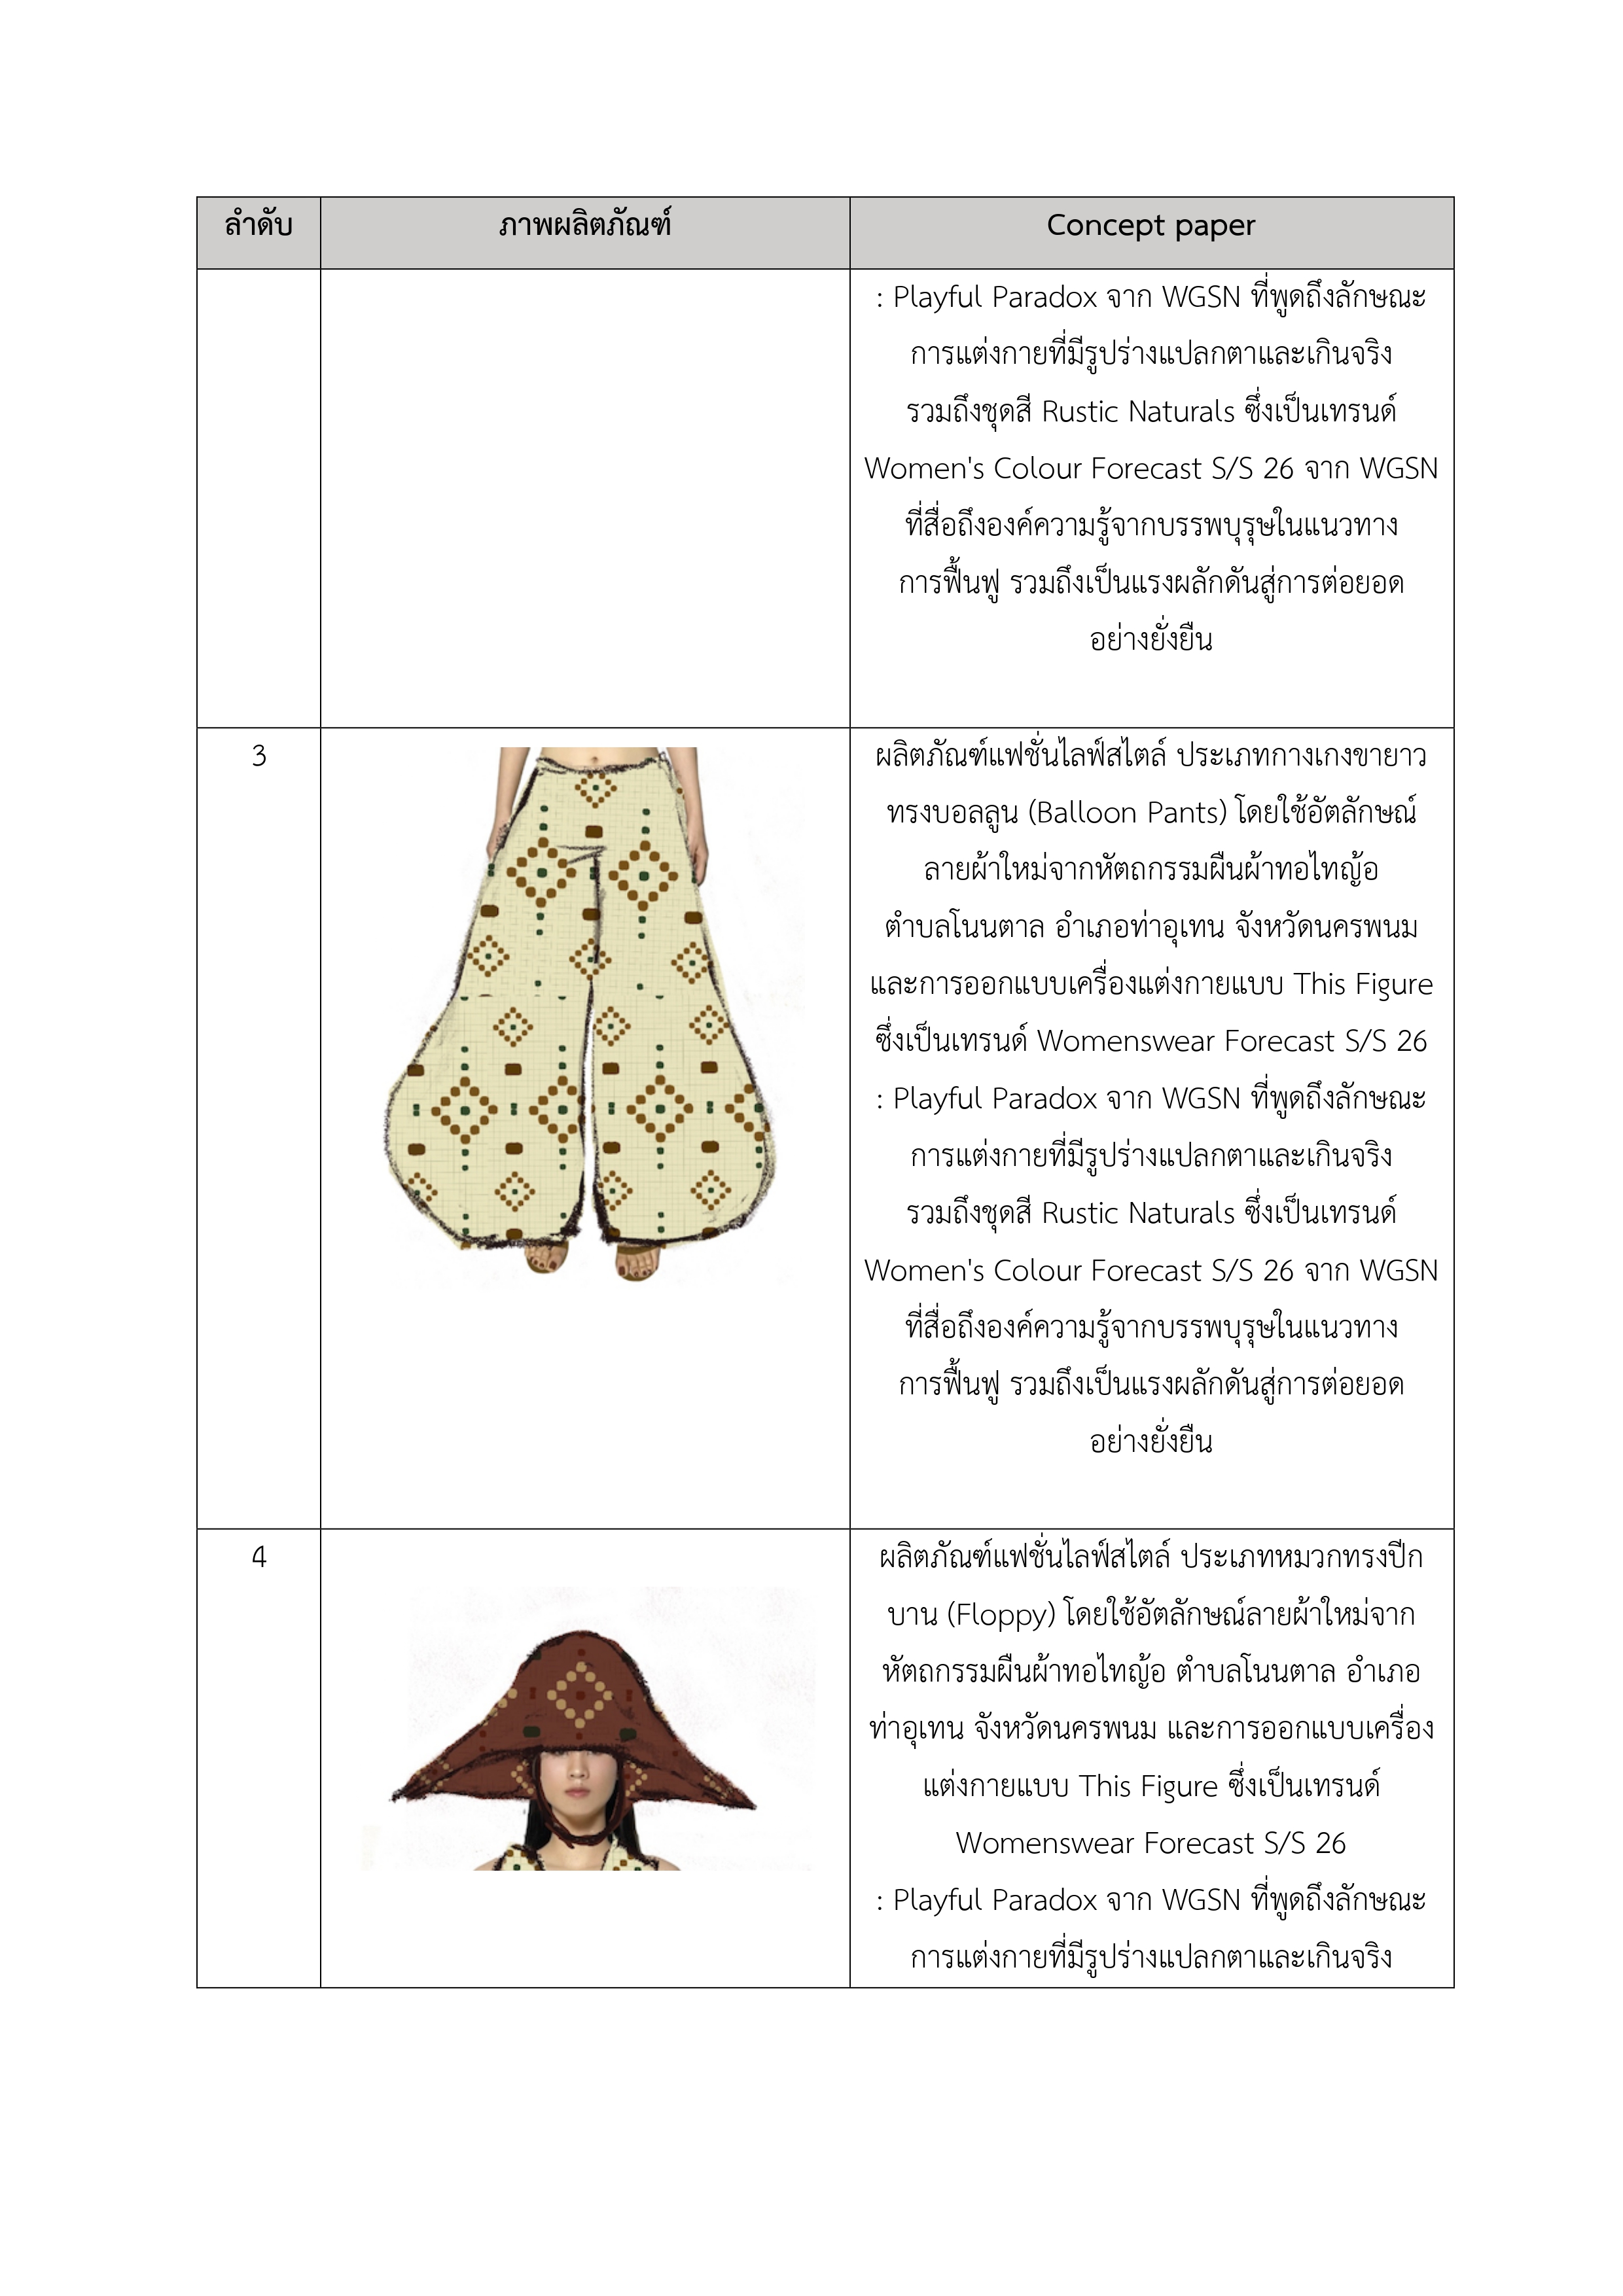 ลำดับ ภาพผลิตภัณฑ์ Concept paper
: Playful Paradox จาก WGSN ที่พูดถึงลักษณะ
การแต่งกายที่มีรูปร่างแปลกตาและเกินจริง
รวมถึงชุดสี Rustic Naturals ซึ่งเป็นเทรนด์
Women's Colour Forecast S/S 26 จาก WGSN
ที่สื่อถึงองค์ความรู้จากบรรพบุรุษในแนวทาง
การฟื้นฟู รวมถึงเป็นแรงผลักดันสู่การต่อยอด
อย่างยั่งยืน
3
ผลิตภัณฑ์แฟชั่นไลฟ์สไตล์ ประเภทกางเกงขายาว
ทรงบอลลูน (Balloon Pants) โดยใช้อัตลักษณ์
ลายผ้าใหม่จากหัตถกรรมผืนผ้าทอไทญ้อ
ตำบลโนนตาล อำเภอท่าอุเทน จังหวัดนครพนม
และการออกแบบเครื่องแต่งกายแบบ This Figure
ซึ่งเป็นเทรนด์ Womenswear Forecast S/S 26
: Playful Paradox จาก WGSN ที่พูดถึงลักษณะ
การแต่งกายที่มีรูปร่างแปลกตาและเกินจริง
รวมถึงชุดสี Rustic Naturals ซึ่งเป็นเทรนด์
Women's Colour Forecast S/S 26 จาก WGSN
ที่สื่อถึงองค์ความรู้จากบรรพบุรุษในแนวทาง
การฟื้นฟู รวมถึงเป็นแรงผลักดันสู่การต่อยอด
อย่างยั่งยืน
4
ผลิตภัณฑ์แฟชั่นไลฟ์สไตล์ ประเภทหมวกทรงปีก
บาน (Floppy) โดยใช้อัตลักษณ์ลายผ้าใหม่จาก
หัตถกรรมผืนผ้าทอไทญ้อ ตำบลโนนตาล อำเภอ
ท่าอุเทน จังหวัดนครพนม และการออกแบบเครื่อง
แต่งกายแบบ This Figure ซึ่งเป็นเทรนด์
Womenswear Forecast S/S 26
: Playful Paradox จาก WGSN ที่พูดถึงลักษณะ
การแต่งกายที่มีรูปร่างแปลกตาและเกินจริง